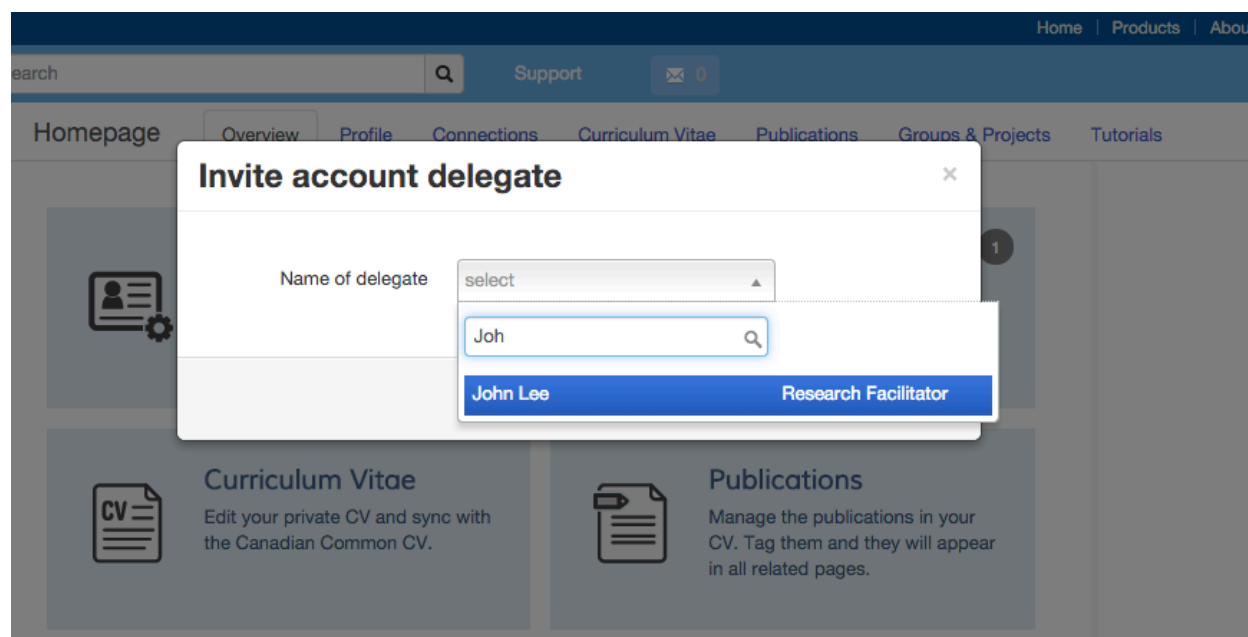 Home | Products | Abou
earch
Support
0
Homepage
Overview
Profile
Connections
Curriculum Vitae
Publications
Groups & Projects
Tutorials
Invite account delegate
×
1
Name of delegate
select
Joh
John Lee Research Facilitator
CV
Curriculum Vitae
Edit your private CV and sync with
the Canadian Common CV.
Publications
Manage the publications in your
CV. Tag them and they will appear
in all related pages.